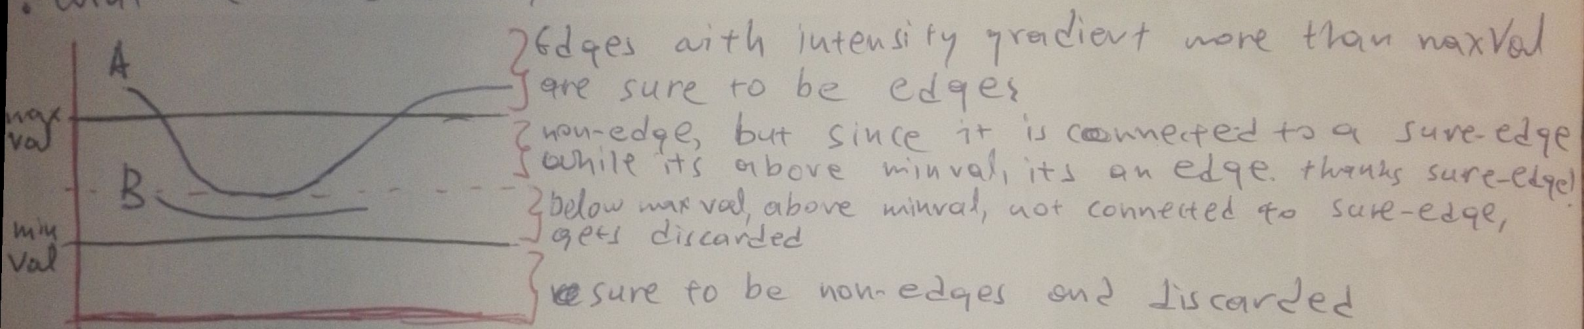 A
max
val
B
min
val
Edges with intensity gradient more than maxVal
are sure to be edges
non-edge, but since it is connected to a sure-edge
while its above minval, its an edge. thanks sure-edge!
below maxval, above minval, not connected to sure-edge,
gets discarded
sure to be non-edges and discarded